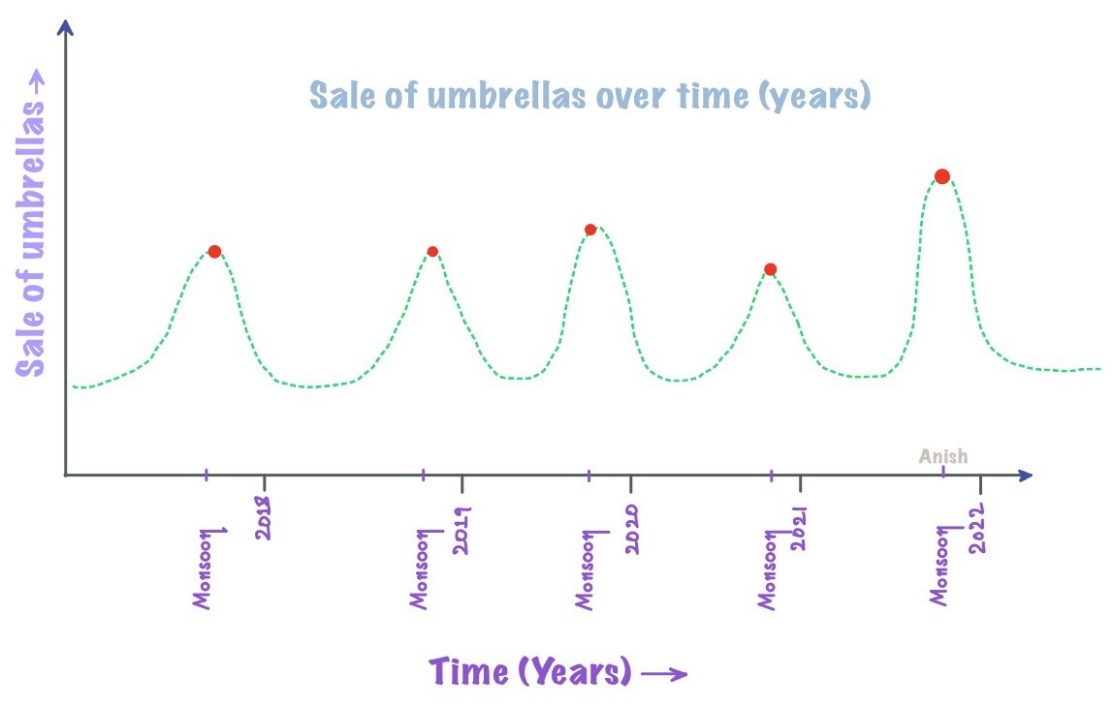 Sale of umbrellas over time (years)
Sale of umbrellas →
Anish
Monsoon
2018
Monsoon
2019
Monsoon
2020
Monsoon
2021
Monsoon
2022
Time (Years) →